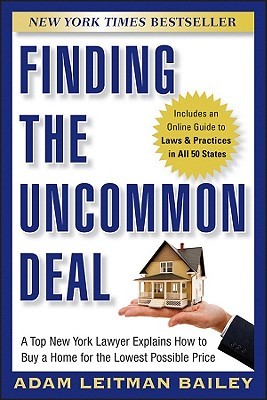 NEW YORK TIMES BESTSELLER
FINDING
THE
UNCOMMON
DEAL
Includes an
Online Guide to
Laws & Practices
in All 50 States
A Top New York Lawyer Explains How to
Buy a Home for the Lowest Possible Price
ADAM LEITMAN BAILEY